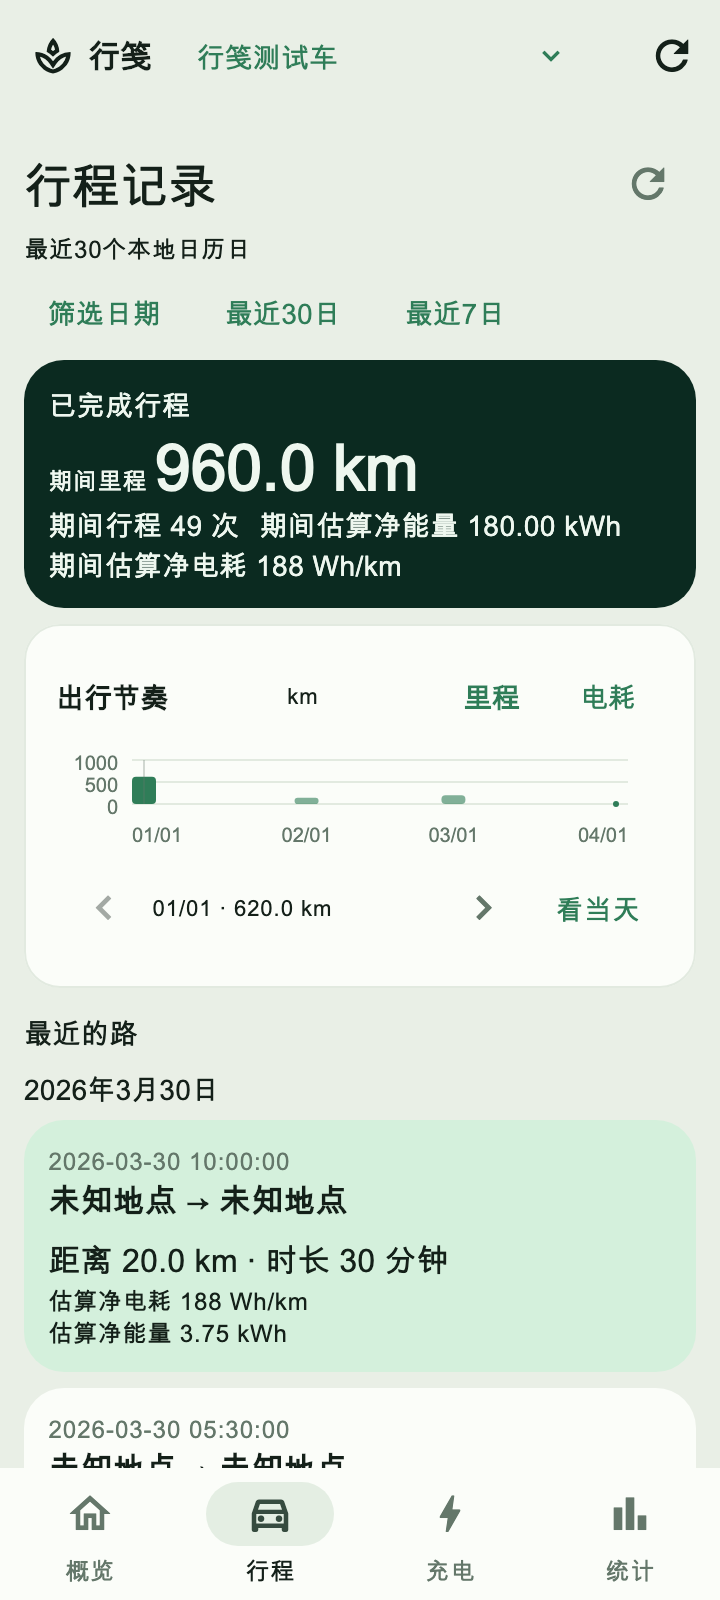 行笺 行笺测试车
行程记录
最近30个本地日历日
筛选日期 最近30日 最近7日
已完成行程
期间里程 960.0 km
期间行程 49 次 期间估算净能量 180.00 kWh
期间估算净电耗 188 Wh/km
出行节奏 km 里程 电耗
1000
500
0
01/01 02/01 03/01 04/01
01/01 · 620.0 km 看当天
最近的路
2026年3月30日
2026-03-30 10:00:00
未知地点 → 未知地点
距离 20.0 km · 时长 30 分钟
估算净电耗 188 Wh/km
估算净能量 3.75 kWh
2026-03-30 05:30:00
未知地点 → 未知地点
概览 行程 充电 统计